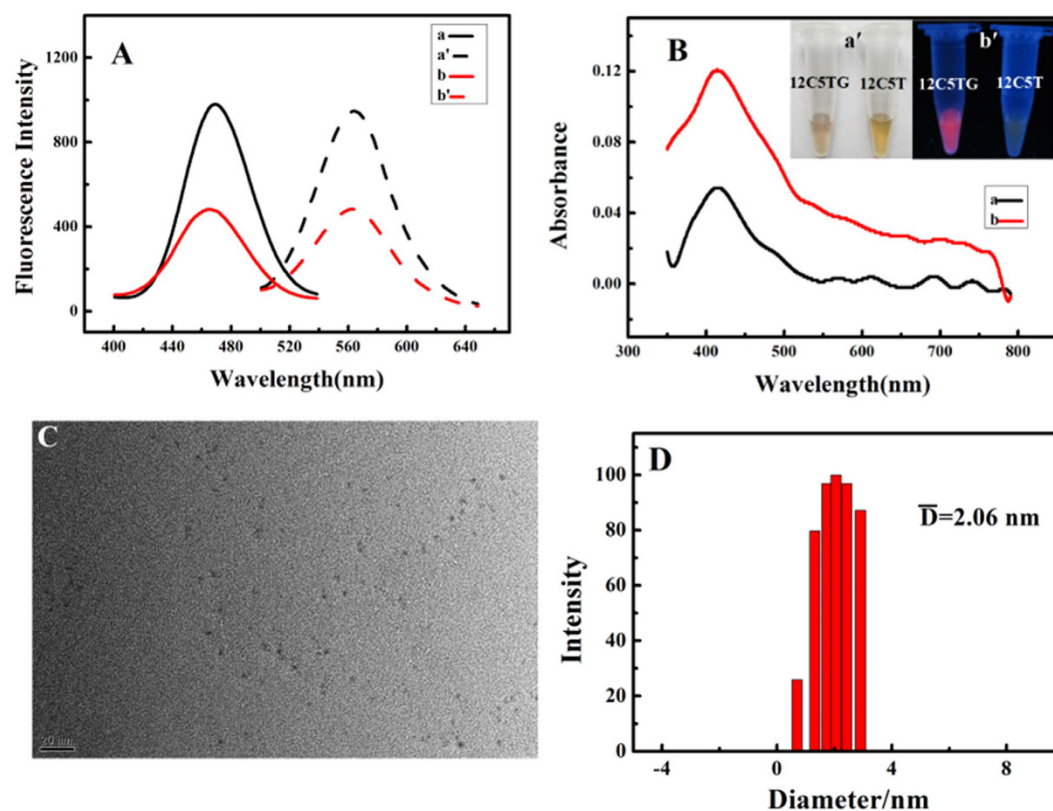 A
a
a'
b
b'
1200
800
400
0
400 440 480 520 560 600 640
Fluorescence Intensity
Wavelength(nm)
B
a'
b'
12C5TG 12C5T
12C5TG 12C5T
a
b
0.12
0.08
0.04
0.00
300 400 500 600 700 800
Absorbance
Wavelength(nm)
C
20 nm
D
D̅=2.06 nm
100
80
60
40
20
0
-4 0 4 8
Intensity
Diameter/nm